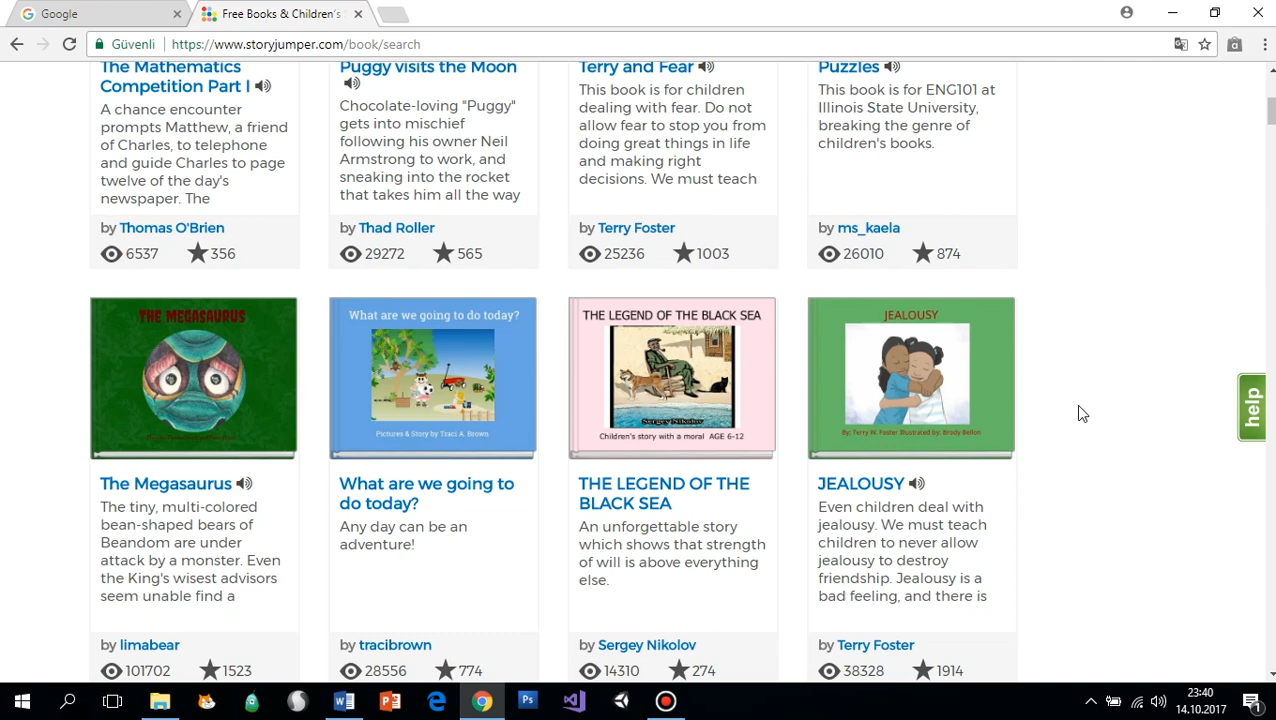 Google
Free Books & Children's
Güvenli
https://www.storyjumper.com/book/search
The Mathematics
Competition Part I
A chance encounter
prompts Matthew, a friend
of Charles, to telephone
and guide Charles to page
twelve of the day's
newspaper. The
by Thomas O'Brien
6537 356
Puggy visits the Moon
Chocolate-loving "Puggy"
gets into mischief
following his owner Neil
Armstrong to work, and
sneaking into the rocket
that takes him all the way
by Thad Roller
29272 565
Terry and Fear
This book is for children
dealing with fear. Do not
allow fear to stop you from
doing great things in life
and making right
decisions. We must teach
by Terry Foster
25236 1003
Puzzles
This book is for ENG101 at
Illinois State University,
breaking the genre of
children's books.
by ms_kaela
26010 874
THE MEGASAURUS
The Megasaurus
The tiny, multi-colored
bean-shaped bears of
Beandom are under
attack by a monster. Even
the King's wisest advisors
seem unable find a
by limabear
101702 1523
What are we going to do today?
Pictures & Story by Traci A. Brown
What are we going to
do today?
Any day can be an
adventure!
by tracibrown
28556 774
THE LEGEND OF THE BLACK SEA
Sergey Nikolov
Children's story with a moral AGE 6-12
THE LEGEND OF THE
BLACK SEA
An unforgettable story
which shows that strength
of will is above everything
else.
by Sergey Nikolov
14310 274
JEALOUSY
By: Terry W. Foster Illustrated by: Brody Bellon
JEALOUSY
Even children deal with
jealousy. We must teach
children to never allow
jealousy to destroy
friendship. Jealousy is a
bad feeling, and there is
by Terry Foster
38328 1914
help
23:40
14.10.2017
1